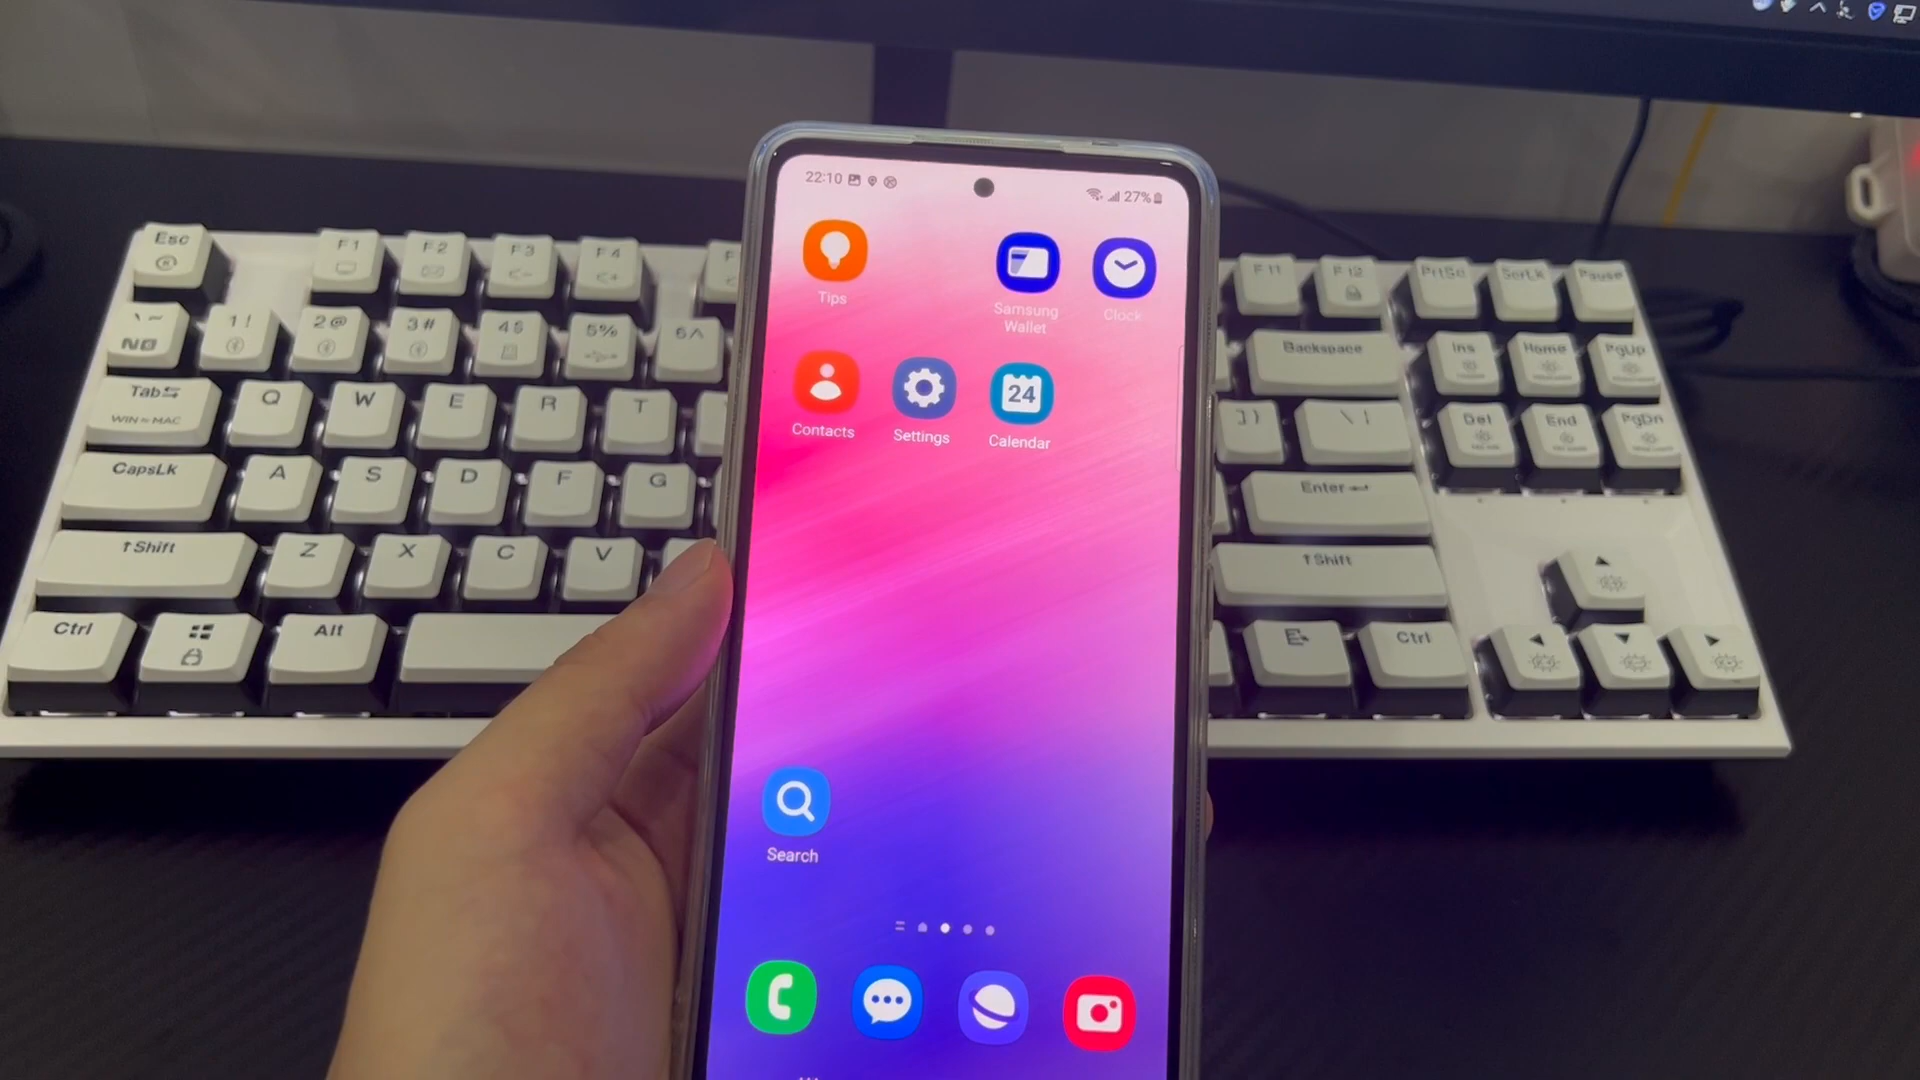 22:10
27%
Tips
Samsung
Wallet
Clock
Contacts
Settings
24
Calendar
Search
Esc
F1
F2
F3
F4
F
F11
F12
PrtSc
ScrLk
Pause
1!
2@
3#
4$
5%
6^
Backspace
Ins
Home
PgUp
Tab
WIN ≈ MAC
Q
W
E
R
T
]}
\|
Del
End
PgDn
CapsLk
A
S
D
F
G
Enter
↑Shift
Z
X
C
V
↑Shift
Ctrl
Alt
Ctrl